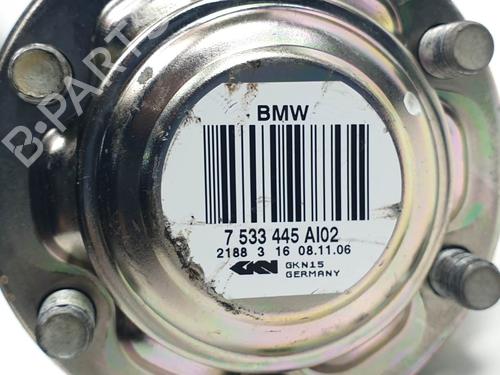 BMW
7 533 445 AI02
2188 3 16 08.11.06
GKN
GKN15
GERMANY
B-PARTS